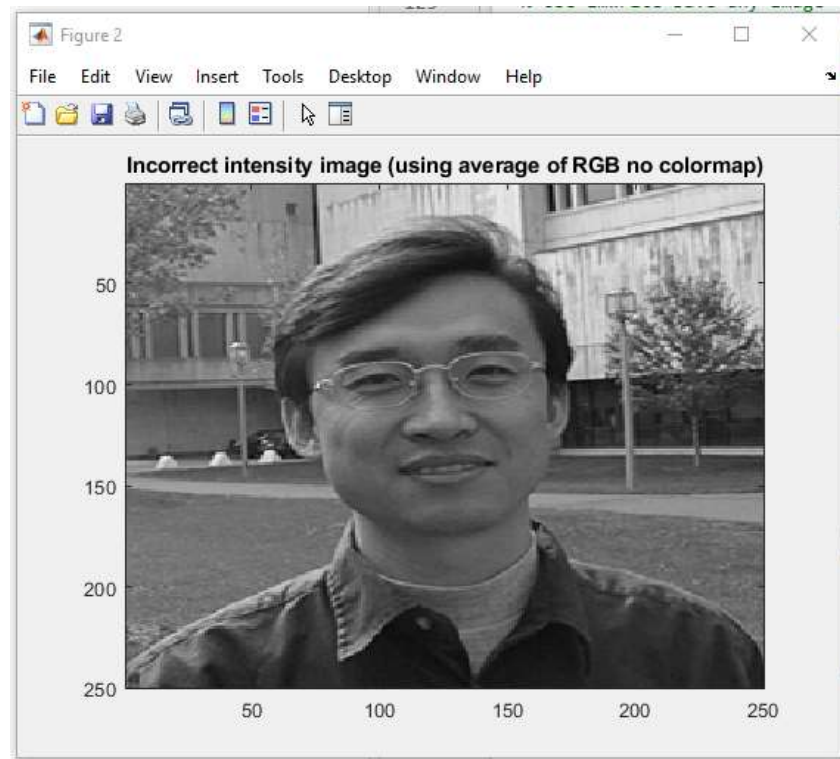 Figure 2
File Edit View Insert Tools Desktop Window Help
Incorrect intensity image (using average of RGB no colormap)
50
100
150
200
250
50 100 150 200 250